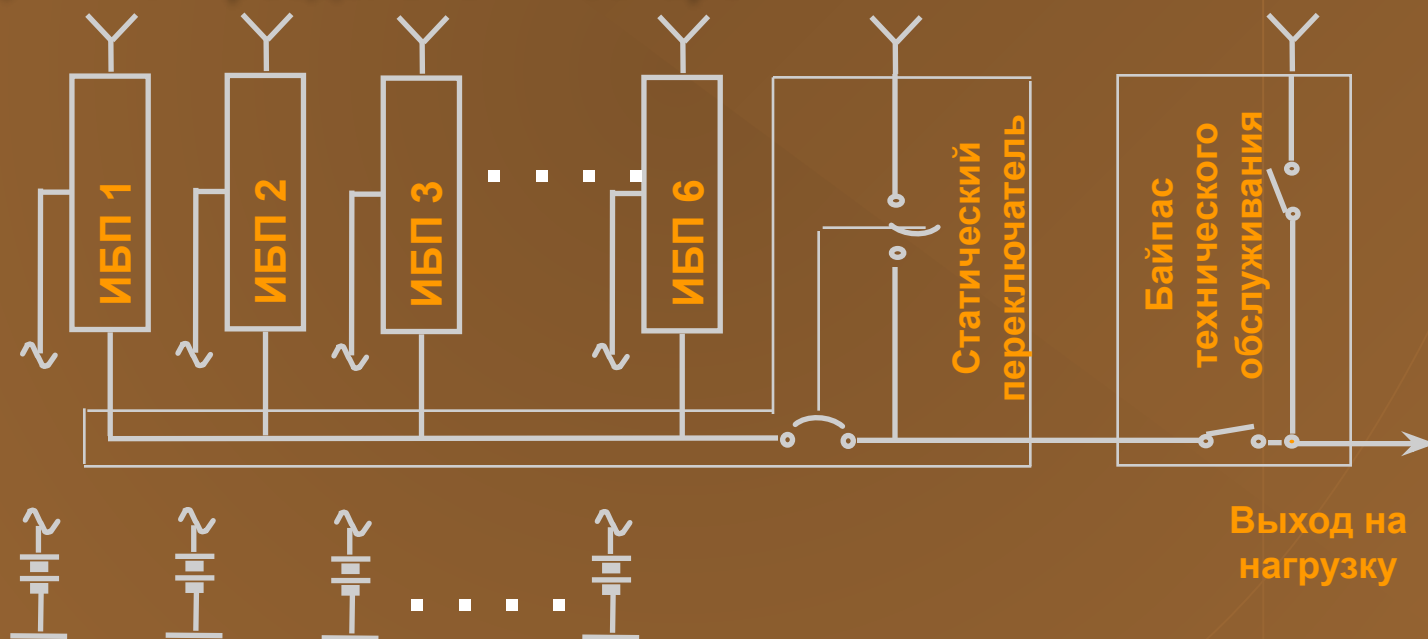 ИБП 1
ИБП 2
ИБП 3
ИБП 6
Статический
переключатель
Байпас
технического
обслуживания
Выход на
нагрузку